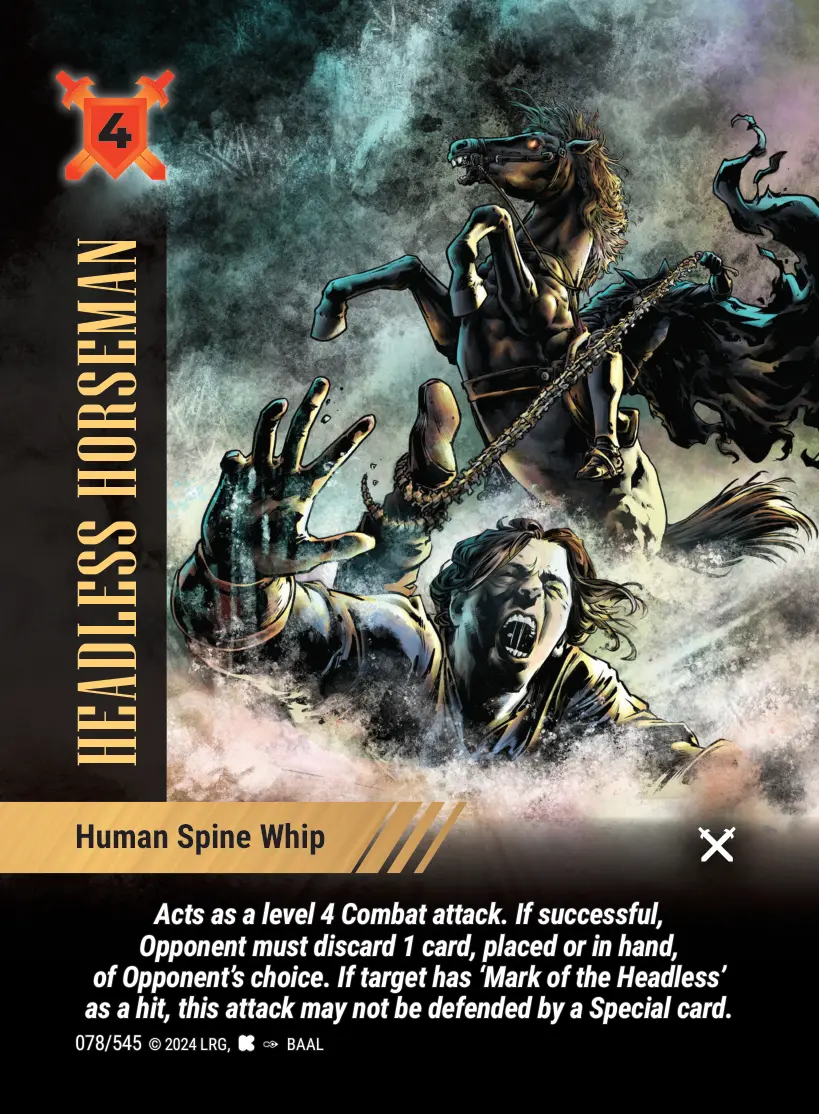 4
HEADLESS HORSEMAN
Human Spine Whip
Acts as a level 4 Combat attack. If successful,
Opponent must discard 1 card, placed or in hand,
of Opponent’s choice. If target has ‘Mark of the Headless’
as a hit, this attack may not be defended by a Special card.
078/545 © 2024 LRG, BAAL